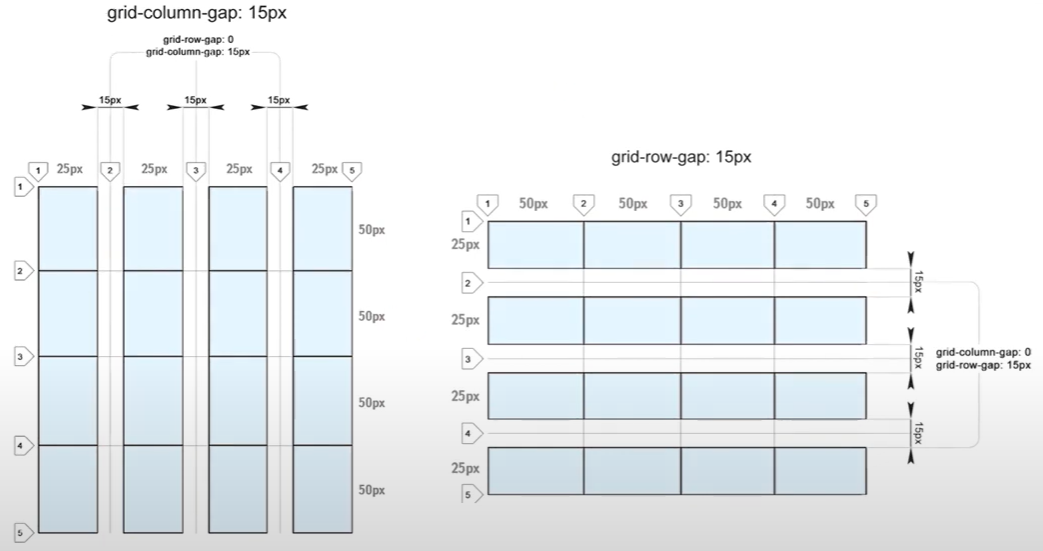 grid-column-gap: 15px
grid-row-gap: 0
grid-column-gap: 15px
15px 15px 15px
1 25px 2 25px 3 25px 4 25px 5
1
50px
2
50px
3
50px
4
50px
5
grid-row-gap: 15px
1 50px 2 50px 3 50px 4 50px 5
1
25px
15px
2
25px
15px
3
grid-column-gap: 0
grid-row-gap: 15px
25px
15px
4
25px
5